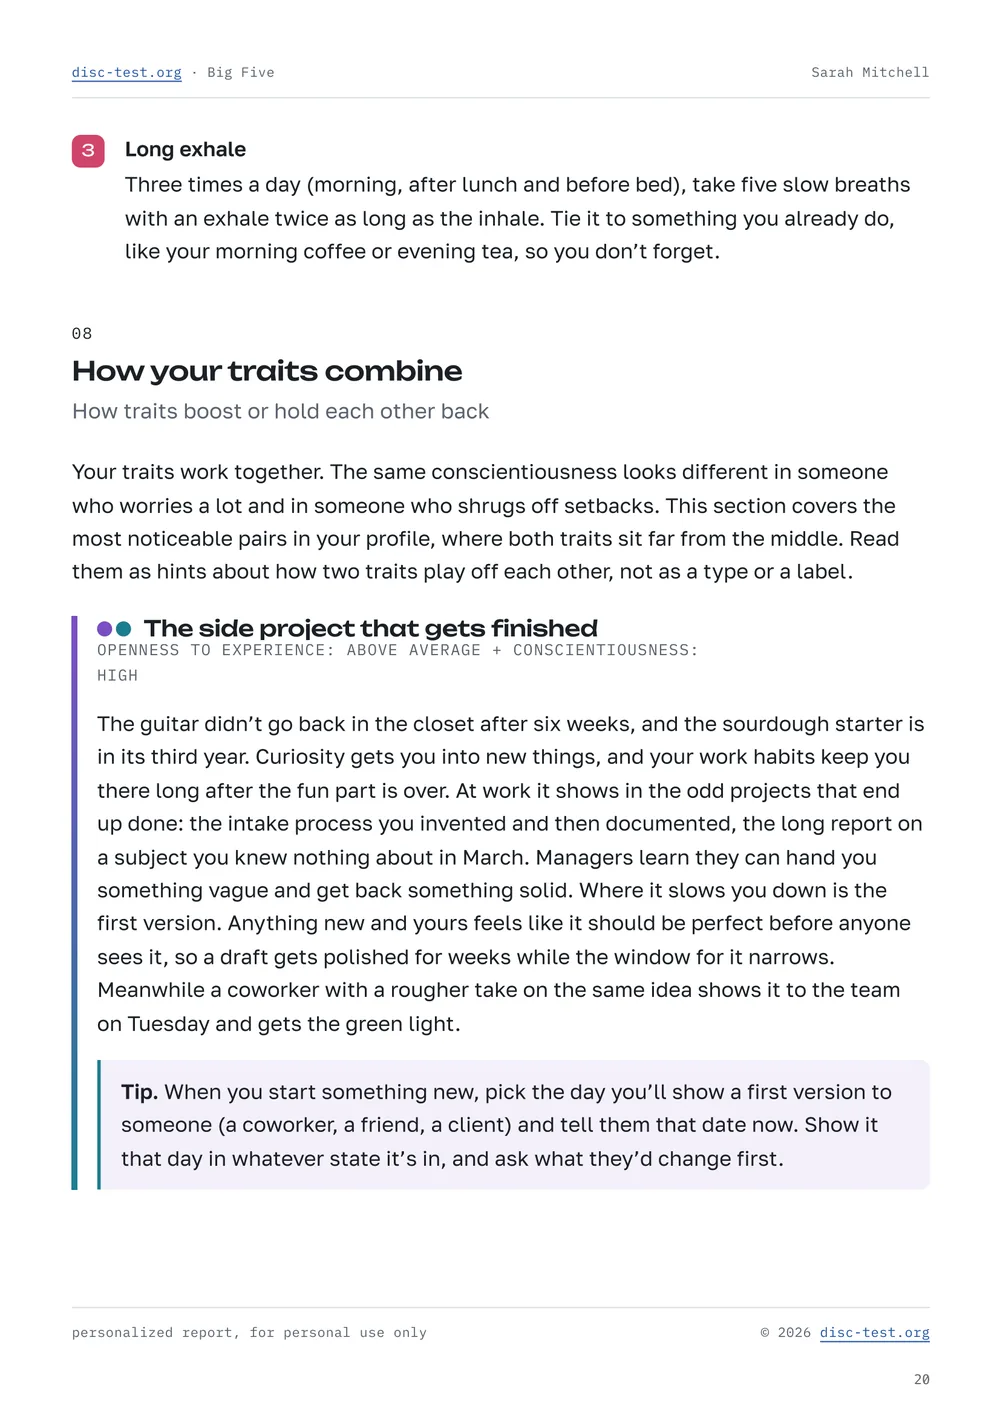 disc-test.org · Big Five
Sarah Mitchell
3
Long exhale
Three times a day (morning, after lunch and before bed), take five slow breaths
with an exhale twice as long as the inhale. Tie it to something you already do,
like your morning coffee or evening tea, so you don’t forget.
08
How your traits combine
How traits boost or hold each other back
Your traits work together. The same conscientiousness looks different in someone
who worries a lot and in someone who shrugs off setbacks. This section covers the
most noticeable pairs in your profile, where both traits sit far from the middle. Read
them as hints about how two traits play off each other, not as a type or a label.
The side project that gets finished
OPENNESS TO EXPERIENCE: ABOVE AVERAGE + CONSCIENTIOUSNESS:
HIGH
The guitar didn’t go back in the closet after six weeks, and the sourdough starter is
in its third year. Curiosity gets you into new things, and your work habits keep you
there long after the fun part is over. At work it shows in the odd projects that end
up done: the intake process you invented and then documented, the long report on
a subject you knew nothing about in March. Managers learn they can hand you
something vague and get back something solid. Where it slows you down is the
first version. Anything new and yours feels like it should be perfect before anyone
sees it, so a draft gets polished for weeks while the window for it narrows.
Meanwhile a coworker with a rougher take on the same idea shows it to the team
on Tuesday and gets the green light.
Tip. When you start something new, pick the day you’ll show a first version to
someone (a coworker, a friend, a client) and tell them that date now. Show it
that day in whatever state it’s in, and ask what they’d change first.
personalized report, for personal use only
© 2026 disc-test.org
20